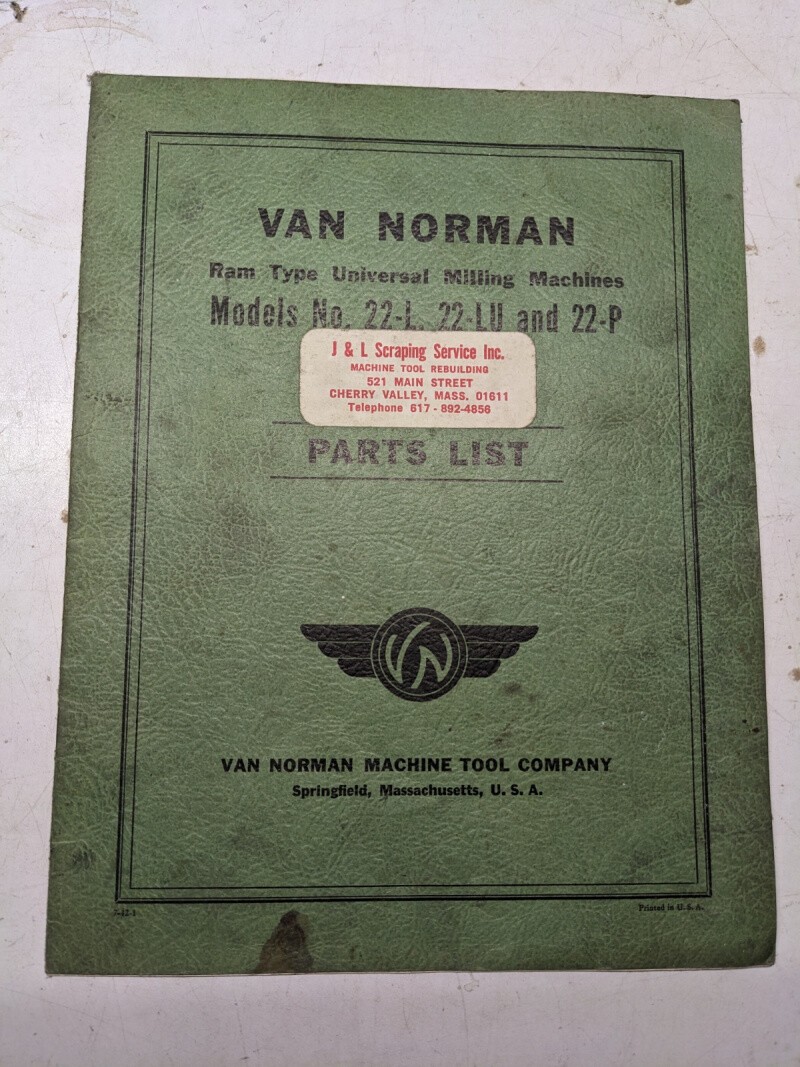 VAN NORMAN
Ram Type Universal Milling Machines
Models No. 22-L, 22-LU and 22-P
J & L Scraping Service Inc.
MACHINE TOOL REBUILDING
521 MAIN STREET
CHERRY VALLEY, MASS. 01611
Telephone 617-892-4856
PARTS LIST
VN
VAN NORMAN MACHINE TOOL COMPANY
Springfield, Massachusetts, U. S. A.
Printed in U. S. A.